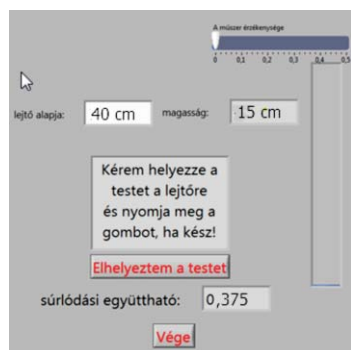 A műszer érzékenysége
0 0,1 0,2 0,3 0,4 0,5
lejtő alapja: 40 cm magasság: 15 cm
Kérem helyezze a
testet a lejtőre
és nyomja meg a
gombot, ha kész!
Elhelyeztem a testet
súrlódási együttható: 0,375
Vége